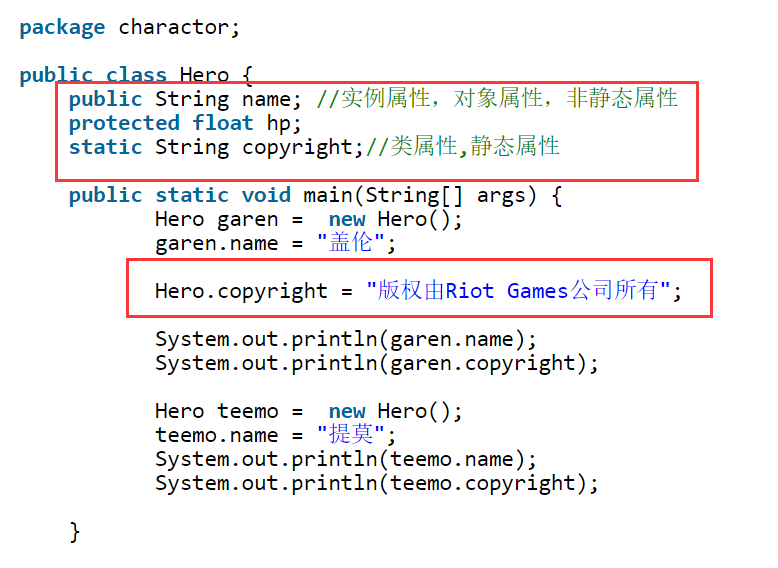 package charactor;
public class Hero {
public String name; //实例属性，对象属性，非静态属性
protected float hp;
static String copyright;//类属性,静态属性
public static void main(String[] args) {
Hero garen =  new Hero();
garen.name = "盖伦";
Hero.copyright = "版权由Riot Games公司所有";
System.out.println(garen.name);
System.out.println(garen.copyright);
Hero teemo =  new Hero();
teemo.name = "提莫";
System.out.println(teemo.name);
System.out.println(teemo.copyright);
}